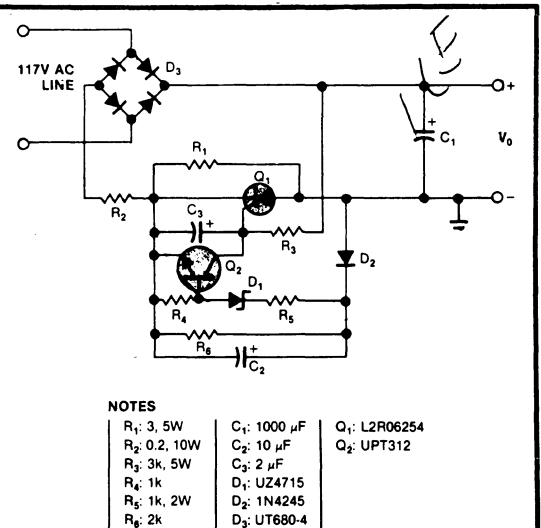 117V AC
LINE
D3
+
+
C1
V0
R1
Q1
R2
C3
+
R3
−
Q2
D1
D2
R4
R5
R6
+
C2
NOTES
R1: 3, 5W C1: 1000 μF Q1: L2R06254
R2: 0.2, 10W C2: 10 μF Q2: UPT312
R3: 3k, 5W C3: 2 μF
R4: 1k D1: UZ4715
R5: 1k, 2W D2: 1N4245
R6: 2k D3: UT680-4